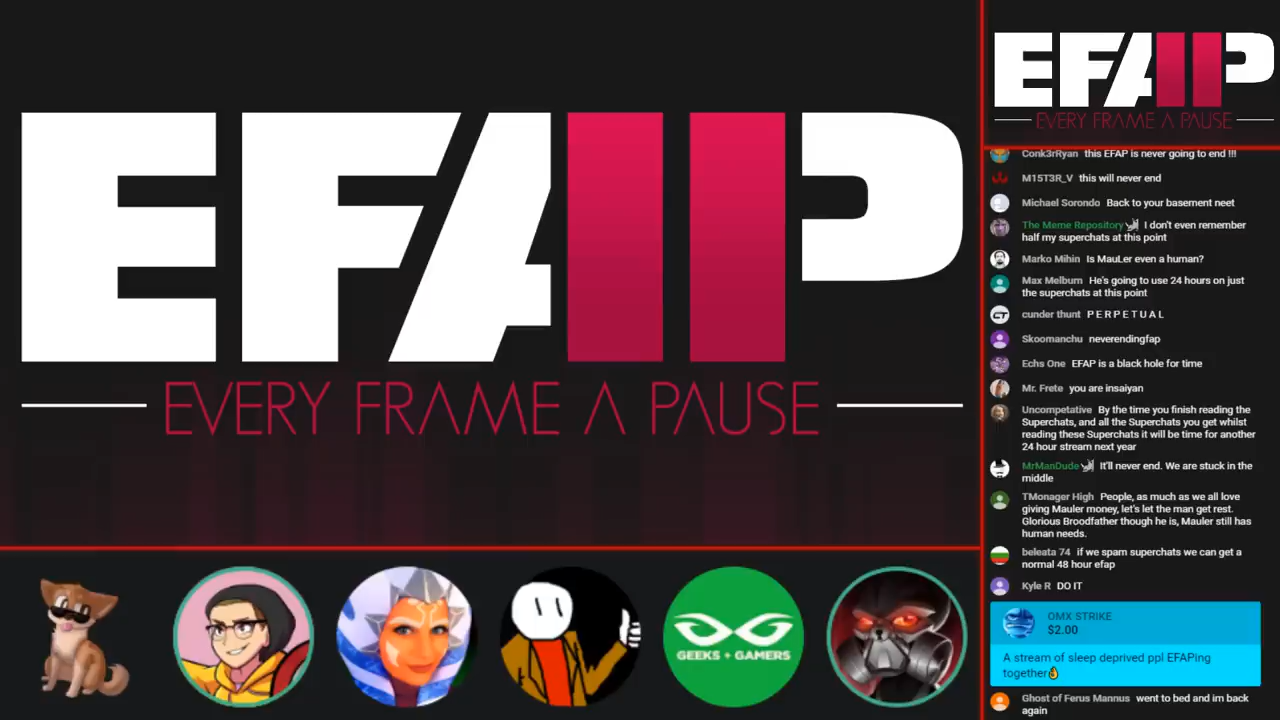 EFAP
EVERY FRAME A PAUSE
GEEKS + GAMERS
EFAP
EVERY FRAME A PAUSE
Conk3rRyan this EFAP is never going to end !!!
M15T3R_V this will never end
Michael Sorondo Back to your basement neet
The Meme Repository I don't even remember
half my superchats at this point
Marko Mihin Is MauLer even a human?
Max Melburn He's going to use 24 hours on just
the superchats at this point
cunder thunt P E R P E T U A L
Skoomanchu neverendingfap
Echs One EFAP is a black hole for time
Mr. Frete you are insaiyan
Uncompetative By the time you finish reading the
Superchats, and all the Superchats you get whilst
reading these Superchats it will be time for another
24 hour stream next year
MrManDude It'll never end. We are stuck in the
middle
TMonager High People, as much as we all love
giving Mauler money, let's let the man get rest.
Glorious Broodfather though he is, Mauler still has
human needs.
beleata 74 if we spam superchats we can get a
normal 48 hour efap
Kyle R DO IT
OMX STRIKE
$2.00
A stream of sleep deprived ppl EFAPing
together👌
Ghost of Ferus Mannus went to bed and im back
again